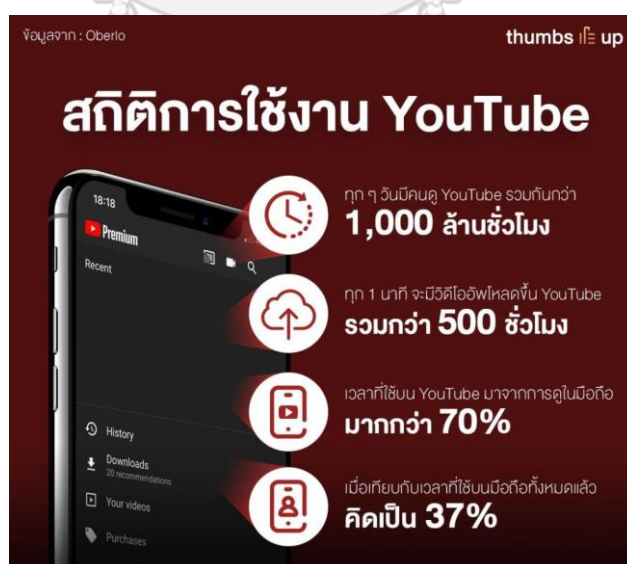 ข้อมูลจาก : Oberlo
thumbs up
สถิติการใช้งาน YouTube
18:18
Premium
Recent
History
Downloads
20 recommendations
Your videos
Purchases
ทุก ๆ วันมีคนดู YouTube รวมกันกว่า
1,000 ล้านชั่วโมง
ทุก 1 นาที จะมีวิดีโออัพโหลดขึ้น YouTube
รวมกว่า 500 ชั่วโมง
เวลาที่ใช้บน YouTube มาจากการดูในมือถือ
มากกว่า 70%
เมื่อเทียบกับเวลาที่ใช้บนมือถือทั้งหมดแล้ว
คิดเป็น 37%